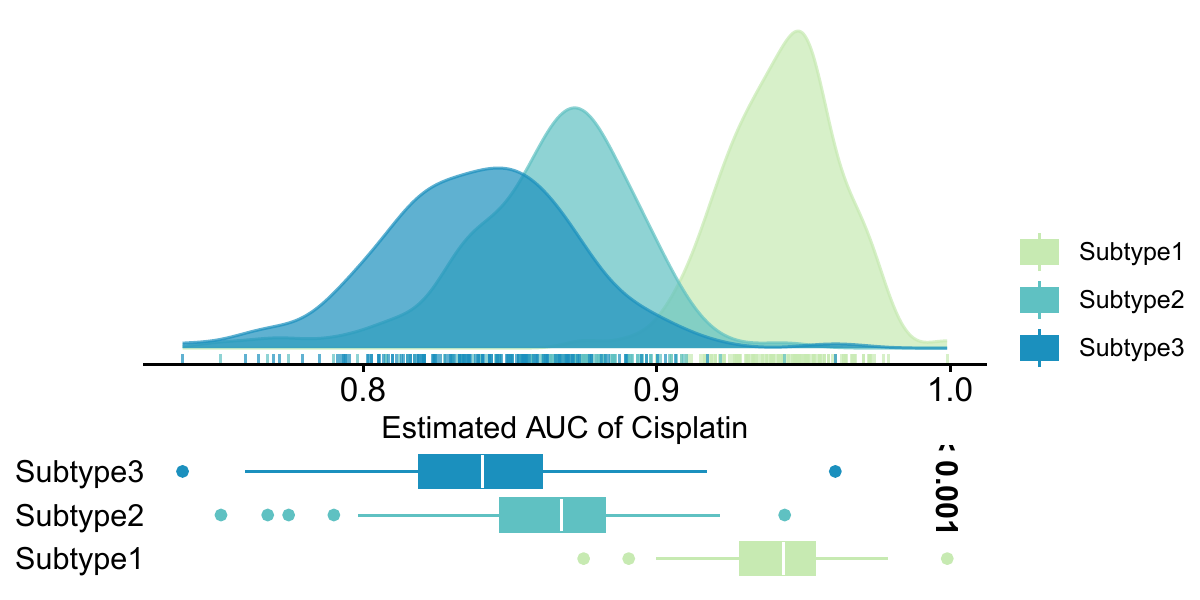 Subtype1
Subtype2
Subtype3
0.8 0.9 1.0
Estimated AUC of Cisplatin
Subtype3
Subtype2
Subtype1
< 0.001